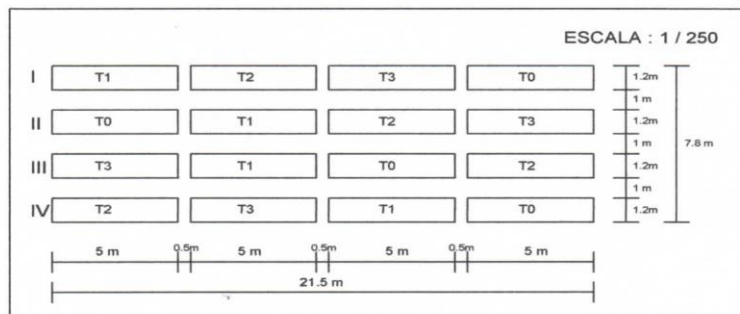 ESCALA : 1 / 250
I T1 T2 T3 T0 1.2m
1 m
II T0 T1 T2 T3 1.2m
1 m 7.8 m
III T3 T1 T0 T2 1.2m
1 m
IV T2 T3 T1 T0 1.2m
5 m 0.5m 5 m 0.5m 5 m 0.5m 5 m
21.5 m